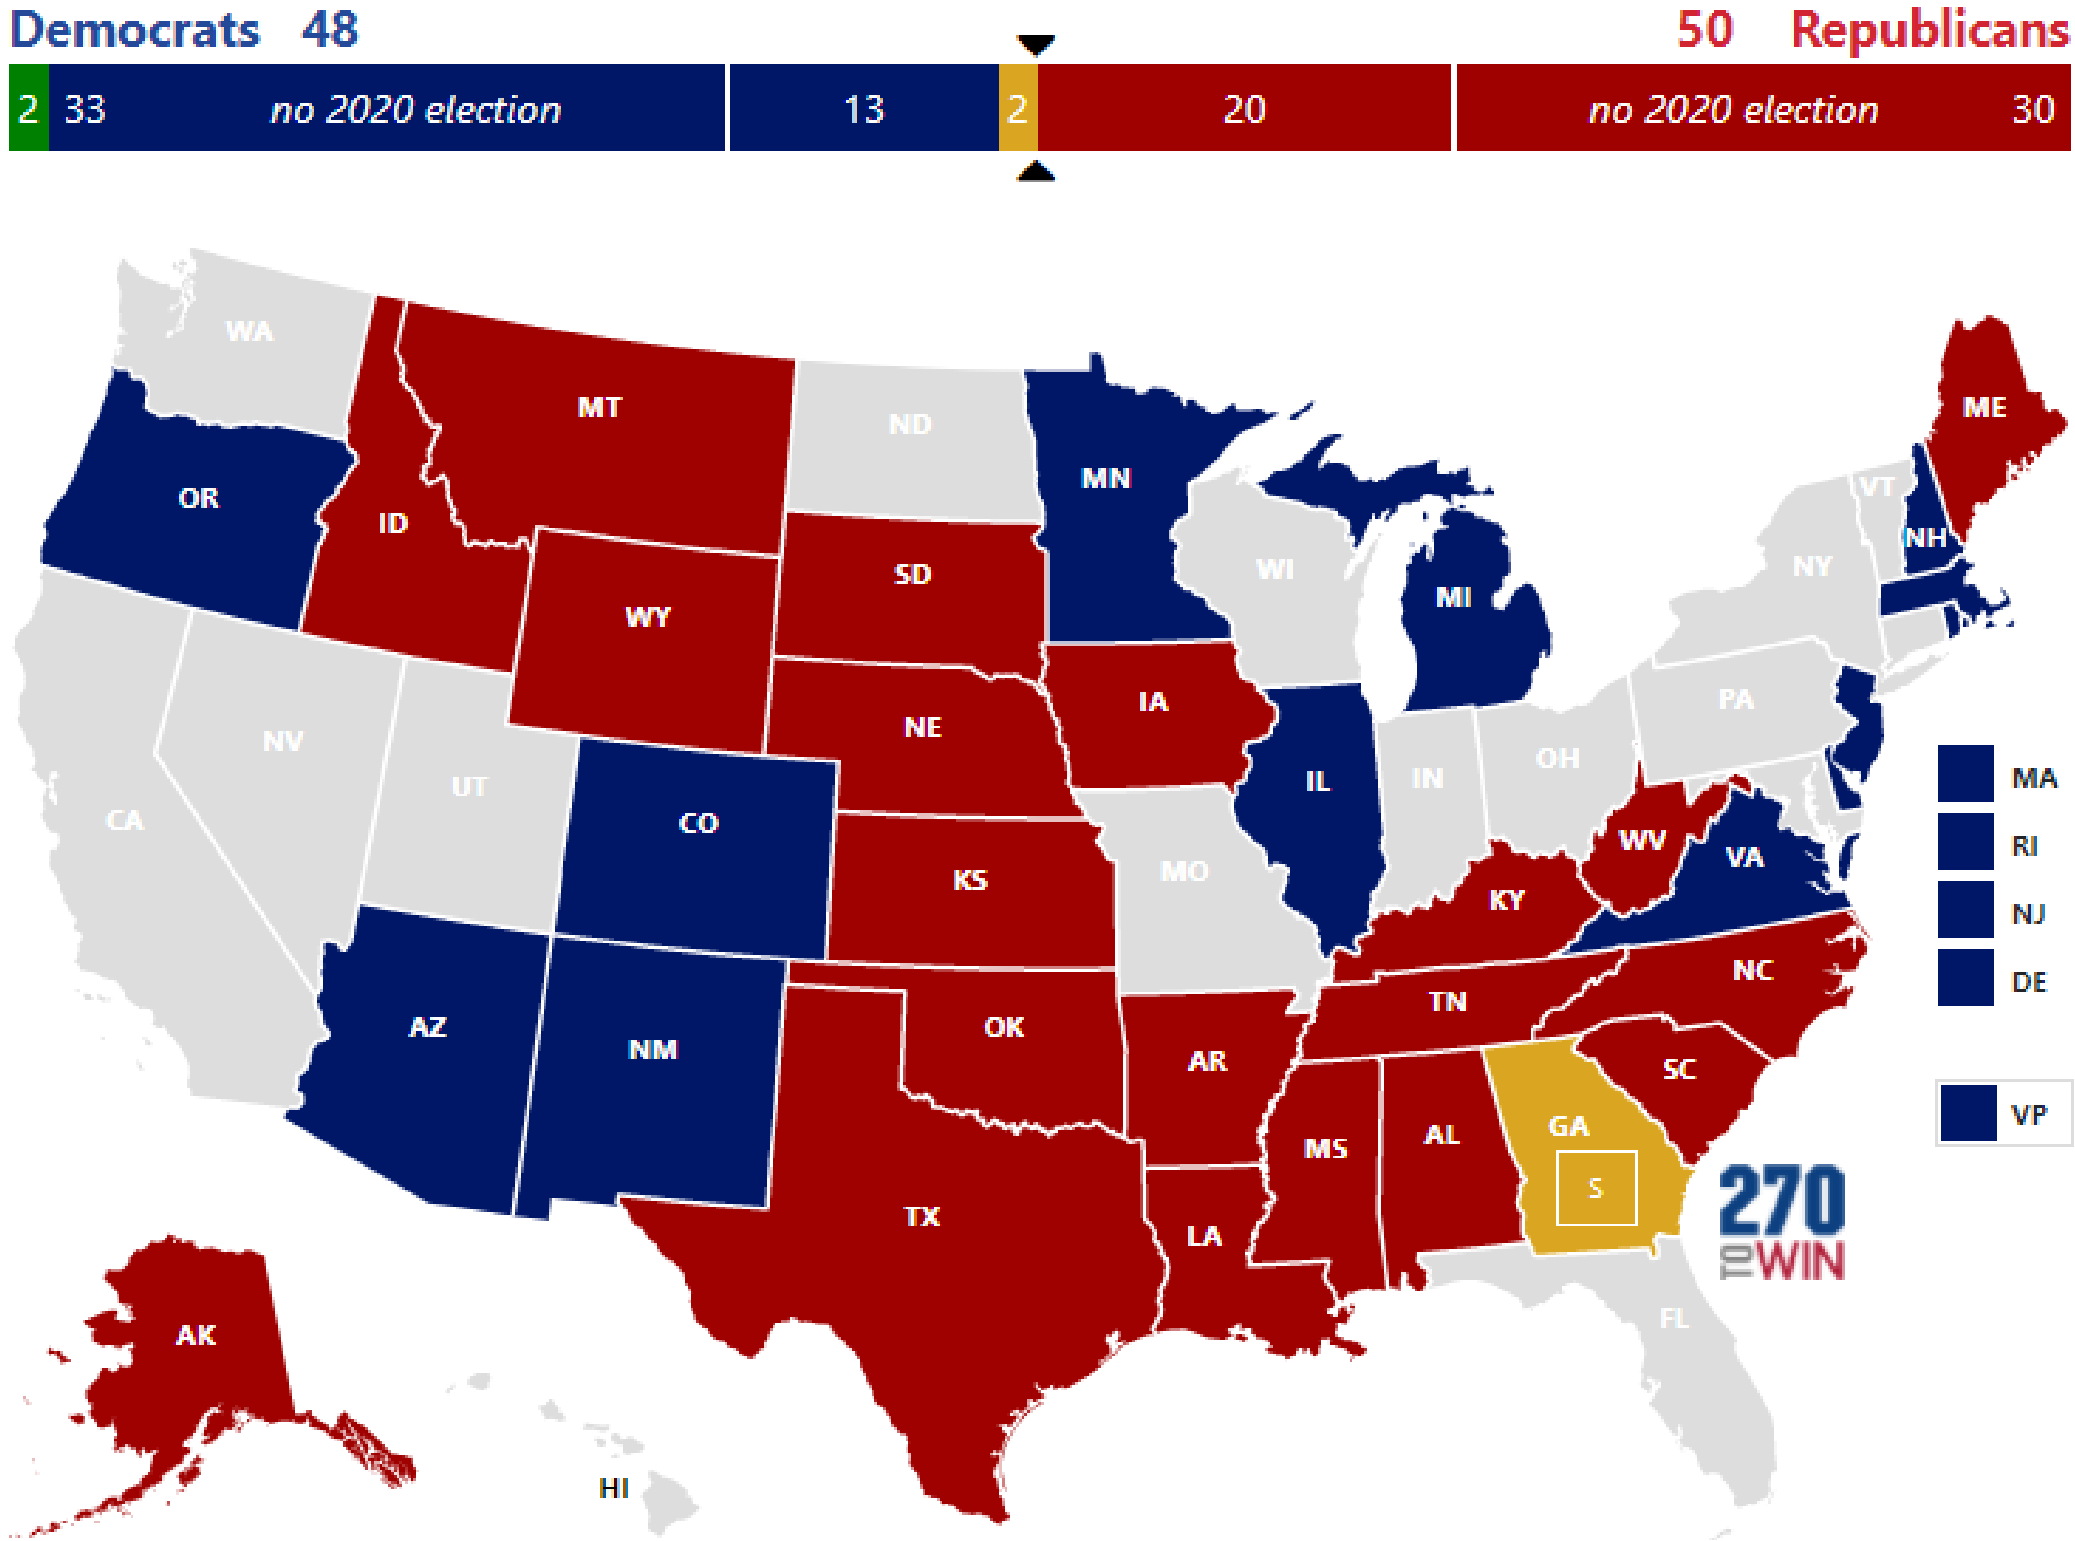 Democrats 48
50 Republicans
2 33 no 2020 election 13 2 20 no 2020 election 30
WA
MT
ND
MN
ME
OR
ID
SD
WI
MI
NY
VT
NH
WY
IA
PA
NE
NV
UT
CO
IL
IN
OH
MA
CA
KS
MO
KY
WV
VA
RI
NJ
AZ
NM
OK
AR
TN
NC
DE
SC
MS
AL
GA
S
VP
TX
LA
270
TO
WIN
FL
AK
HI